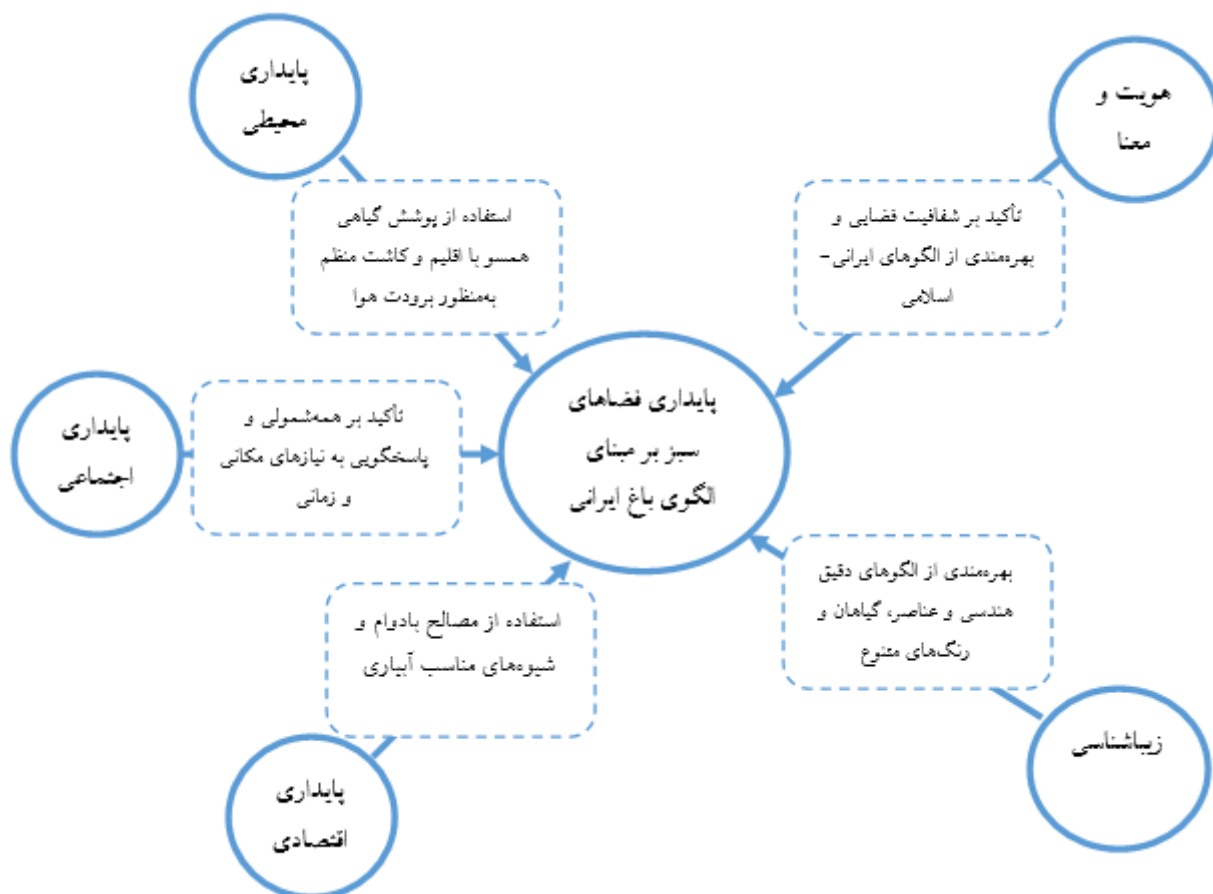 پایداری
محیطی
هویت و
معنا
استفاده از پوشش گیاهی
همسو با اقلیم و کاشت منظم
به‌منظور برودت هوا
تأکید بر شفافیت فضایی و
بهره‌مندی از الگوهای ایرانی-
اسلامی
پایداری فضاهای
سبز بر مبنای
الگوی باغ ایرانی
پایداری
اجتماعی
تأکید بر همه‌شمولی و
پاسخگویی به نیازهای مکانی
و زمانی
بهره‌مندی از الگوهای دقیق
هندسی و عناصر، گیاهان و
رنگ‌های متنوع
استفاده از مصالح بادوام و
شیوه‌های مناسب آبیاری
زیباشناسی
پایداری
اقتصادی